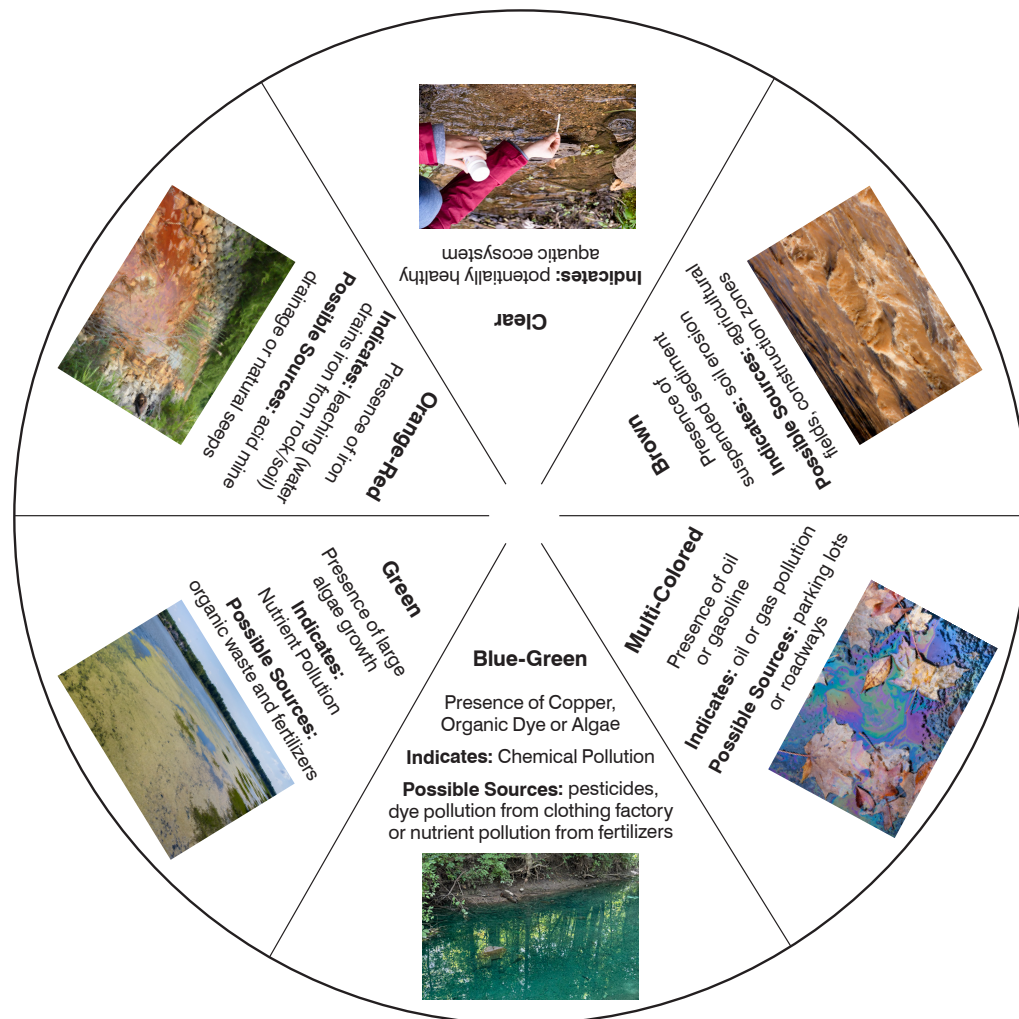 Clear
Indicates: potentially healthy
aquatic ecosystem
Brown
Presence of
suspended sediment
Indicates: soil erosion
Possible Sources: agricultural
fields, construction zones
Multi-Colored
Presence of oil
or gasoline
Indicates: oil or gas pollution
Possible Sources: parking lots
or roadways
Blue-Green
Presence of Copper,
Organic Dye or Algae
Indicates: Chemical Pollution
Possible Sources: pesticides,
dye pollution from clothing factory
or nutrient pollution from fertilizers
Green
Presence of large
algae growth
Indicates:
Nutrient Pollution
Possible Sources:
organic waste and fertilizers
Orange-Red
Presence of iron
Indicates: leaching (water
drains iron from rock/soil)
Possible Sources: acid mine
drainage or natural seeps